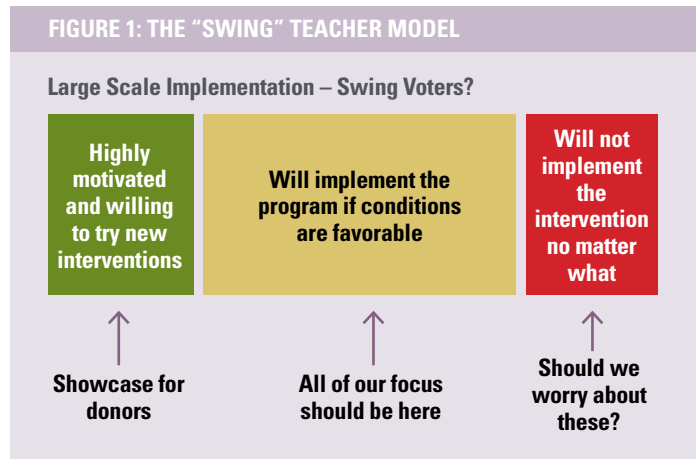 FIGURE 1: THE “SWING” TEACHER MODEL
Large Scale Implementation – Swing Voters?
Highly
motivated
and willing
to try new
interventions
Will implement the
program if conditions
are favorable
Will not
implement
the
intervention
no matter
what
Showcase for
donors
All of our focus
should be here
Should we
worry about
these?